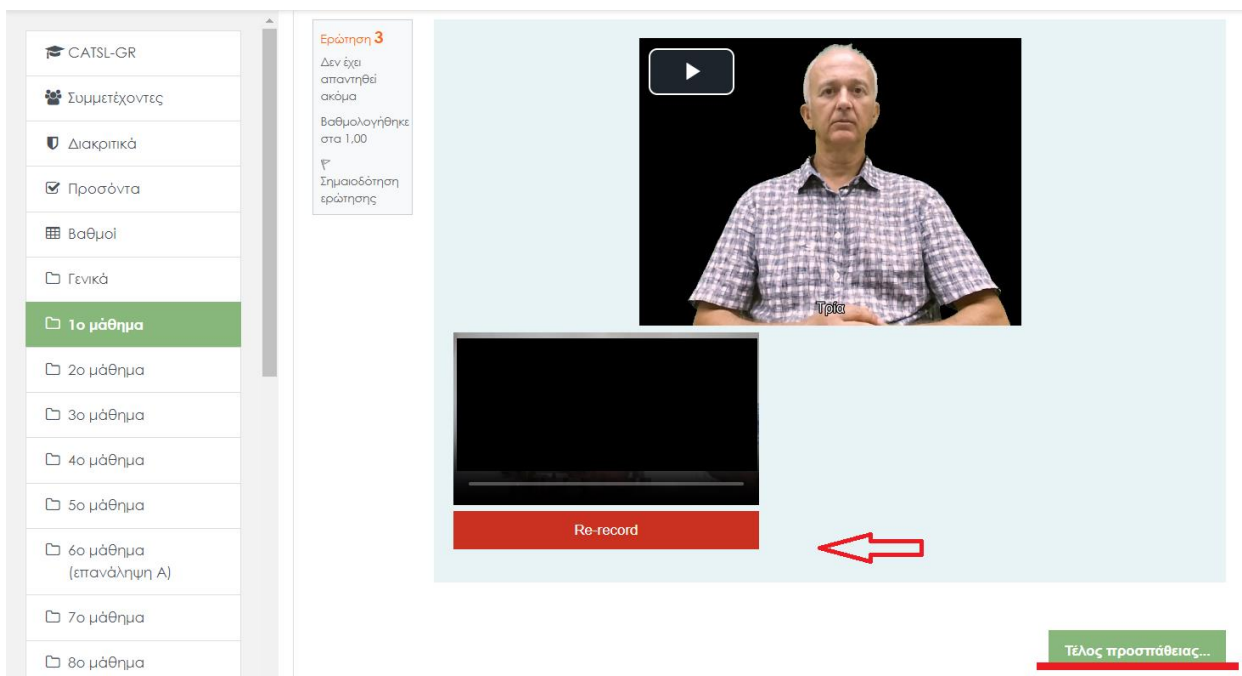 CATSL-GR
Συμμετέχοντες
Διακριτικά
Προσόντα
Βαθμοί
Γενικά
1ο μάθημα
2ο μάθημα
3ο μάθημα
4ο μάθημα
5ο μάθημα
6ο μάθημα
(επανάληψη Α)
7ο μάθημα
8ο μάθημα
Ερώτηση 3
Δεν έχει
απαντηθεί
ακόμα
Βαθμολογήθηκε
στα 1,00
Σημαιοδότηση
ερώτησης
Τρία
Re-record
Τέλος προσπάθειας...